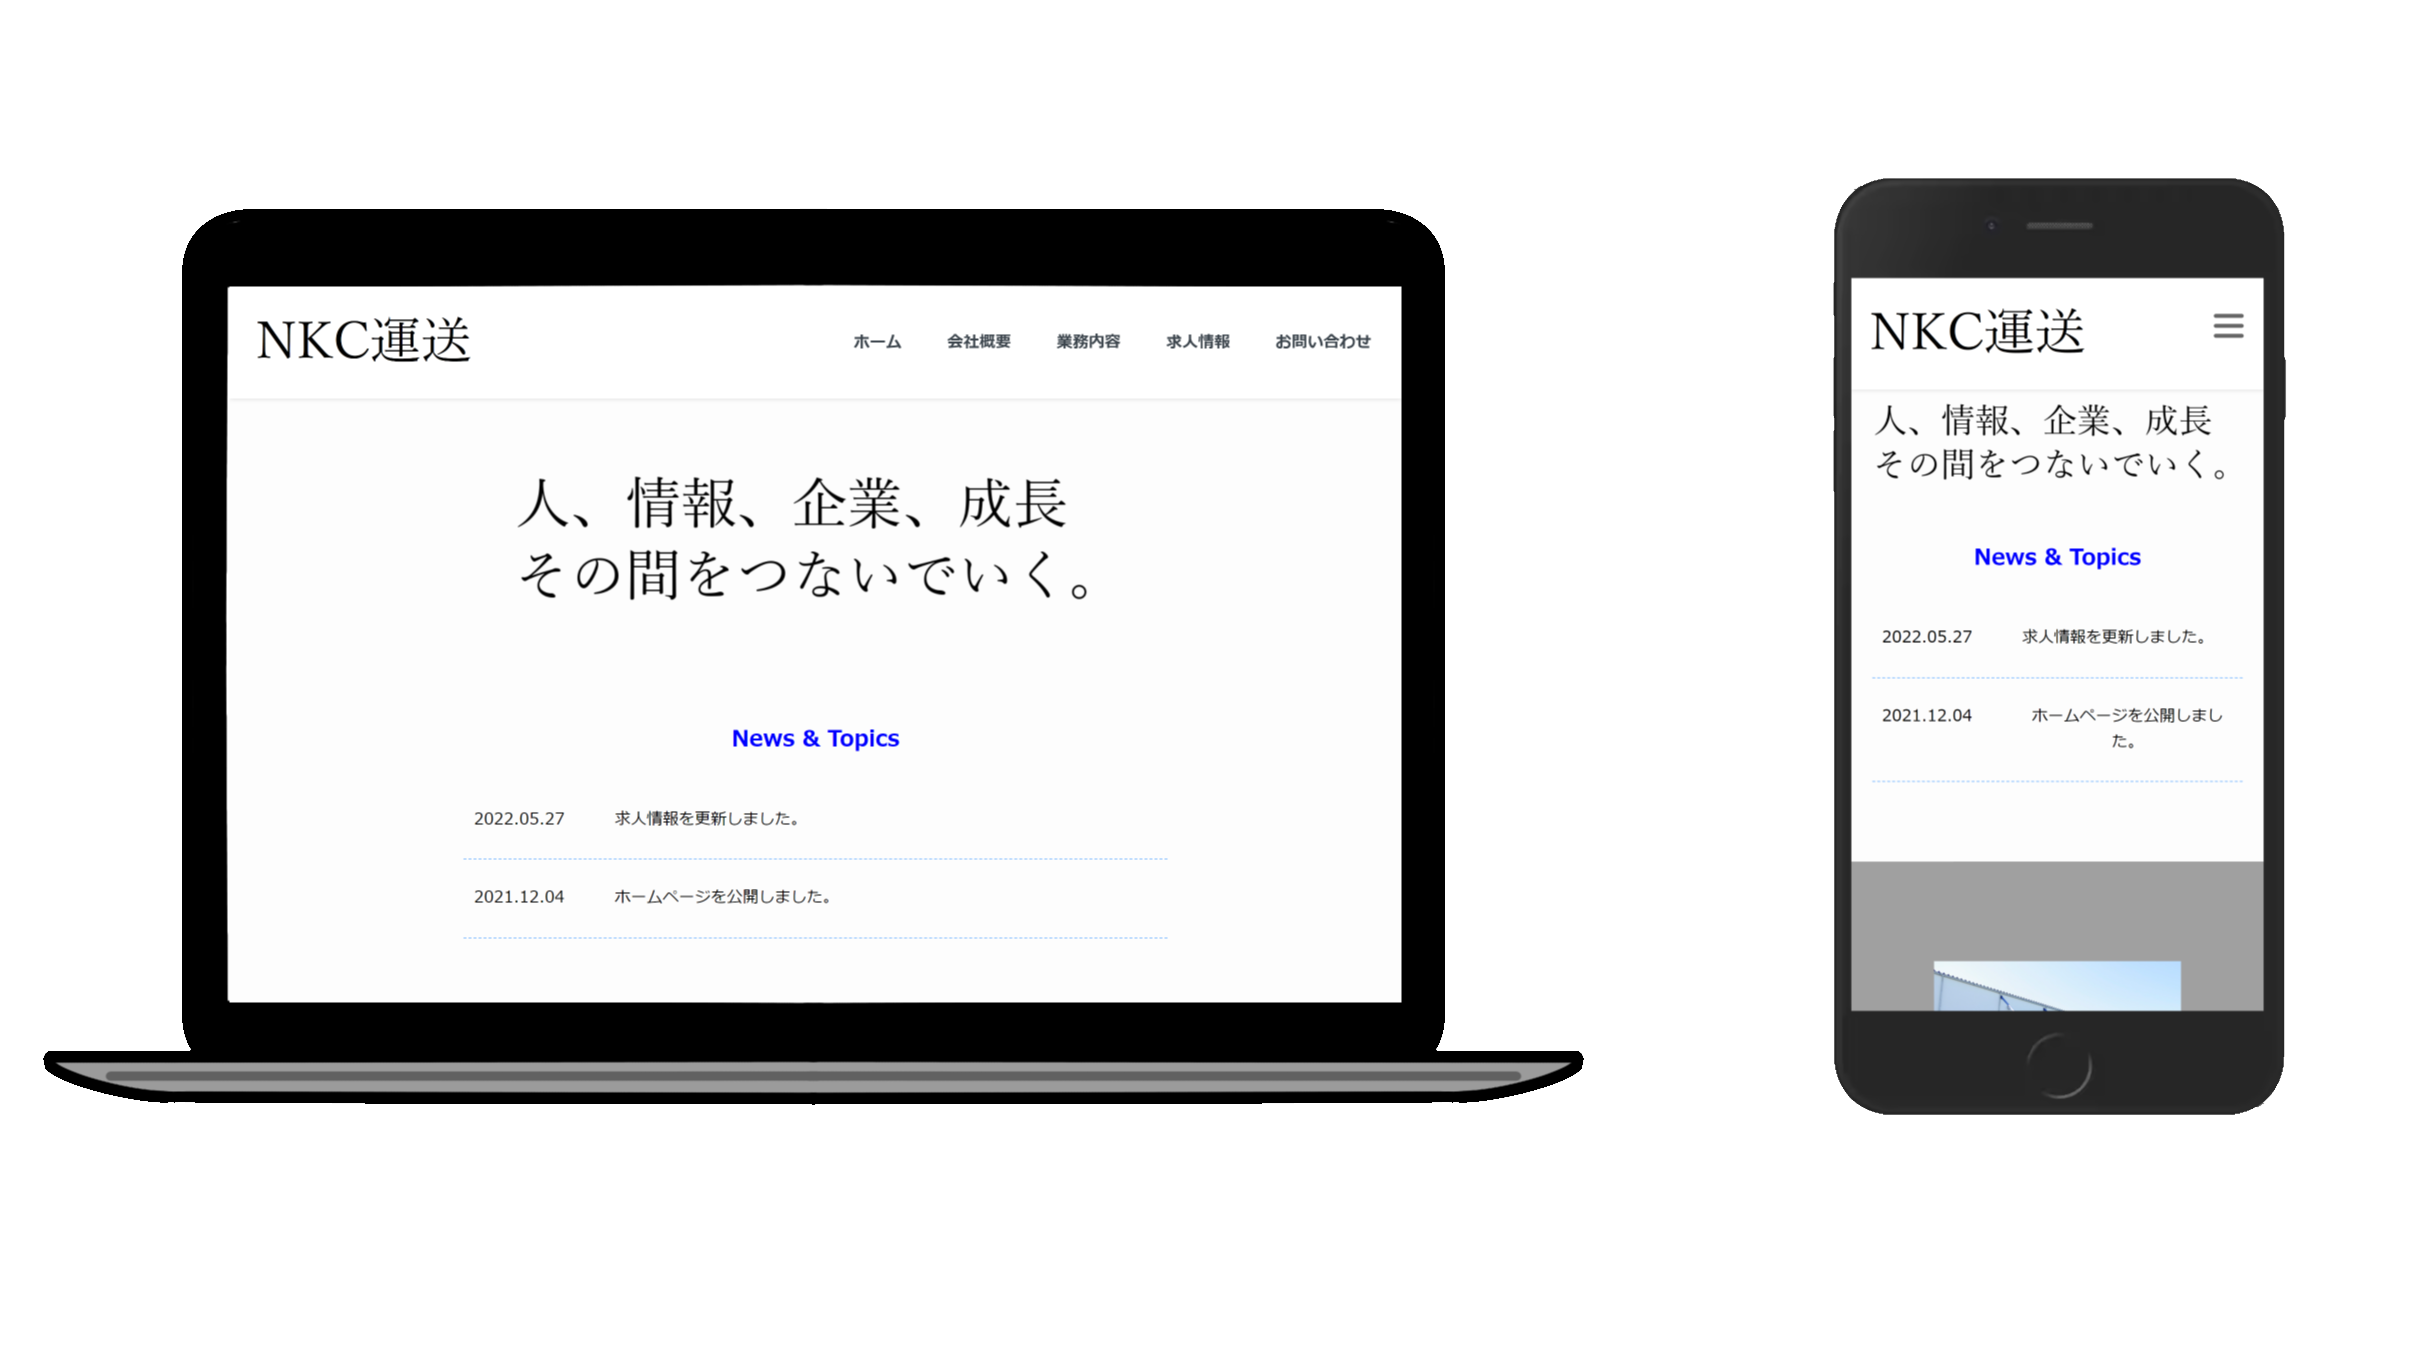 NKC運送
ホーム 会社概要 業務内容 求人情報 お問い合わせ
人、情報、企業、成長
その間をつないでいく。
News & Topics
2022.05.27 求人情報を更新しました。
2021.12.04 ホームページを公開しました。
NKC運送
人、情報、企業、成長
その間をつないでいく。
News & Topics
2022.05.27 求人情報を更新しました。
2021.12.04 ホームページを公開しまし
た。